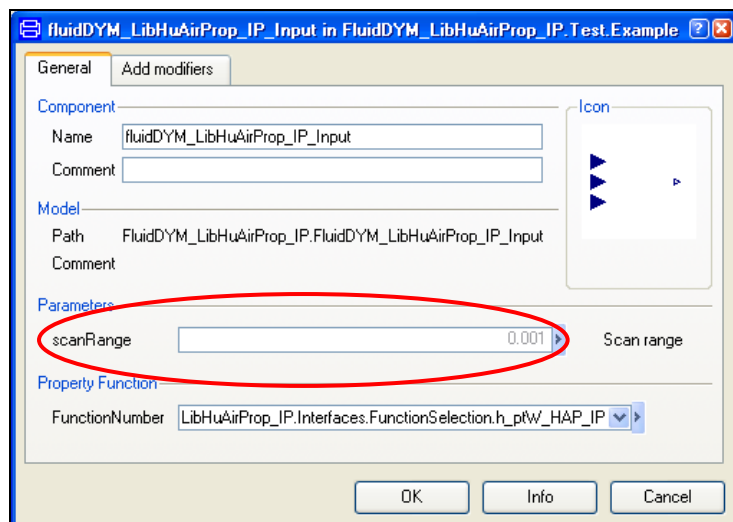 fluidDYM_LibHuAirProp_IP_Input in FluidDYM_LibHuAirProp_IP.Test.Example
General Add modifiers
Component
Icon
Name fluidDYM_LibHuAirProp_IP_Input
Comment
Model
Path FluidDYM_LibHuAirProp_IP.FluidDYM_LibHuAirProp_IP_Input
Comment
Parameters
scanRange 0.001 Scan range
Property Function
FunctionNumber LibHuAirProp_IP.Interfaces.FunctionSelection.h_ptW_HAP_IP
OK Info Cancel